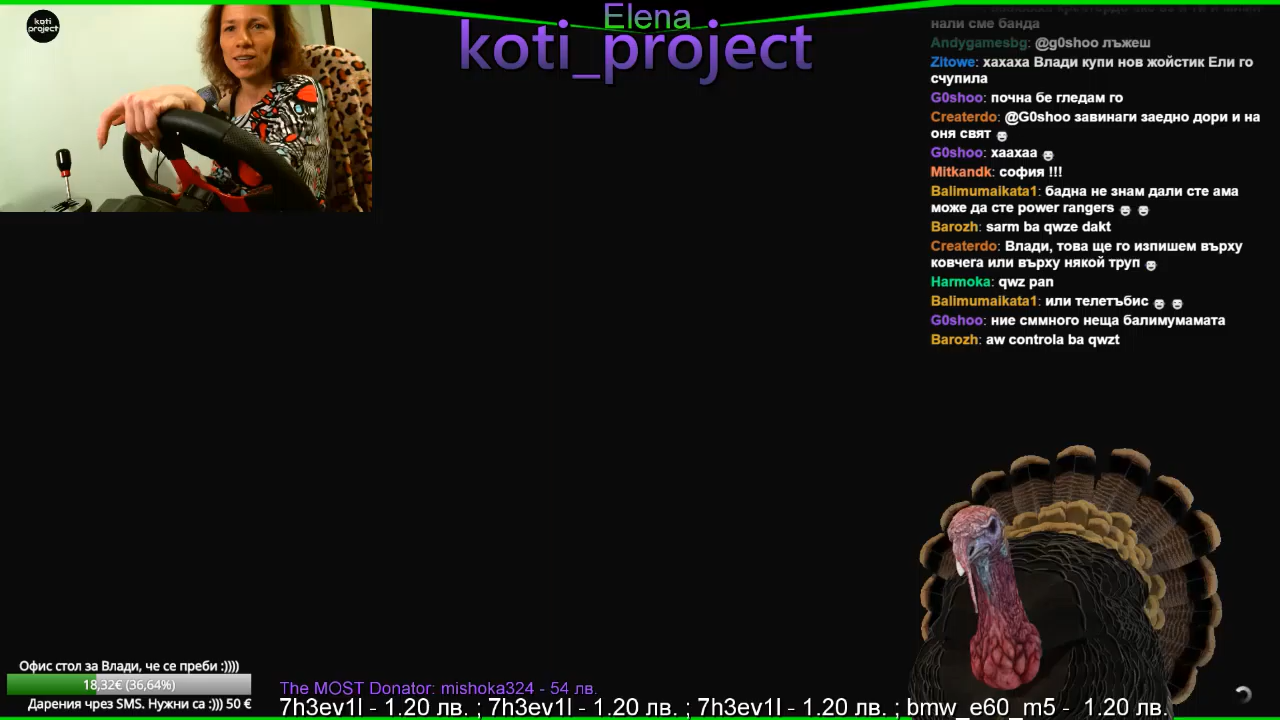 koti
project
Elena
koti_project
нали сме банда
Andygamesbg: @g0shoo лъжеш
Zitowe: хахаха Влади купи нов жойстик Ели го
счупила
G0shoo: почна бе гледам го
Createrdo: @G0shoo завинаги заедно дори и на
оня свят
G0shoo: хаахаа
Mitkandk: софия !!!
Balimumaikata1: бадна не знам дали сте ама
може да сте power rangers
Barozh: sarm ba qwze dakt
Createrdo: Влади, това ще го изпишем върху
ковчега или върху някой труп
Harmoka: qwz pan
Balimumaikata1: или телетъбис
G0shoo: ние сммного неща балимумамата
Barozh: aw controla ba qwzt
Офис стол за Влади, че се преби :))))
18,32€ (36,64%)
Дарения чрез SMS. Нужни са :))) 50 €
The MOST Donator: mishoka324 - 54 лв.
7h3ev1l - 1.20 лв. ; 7h3ev1l - 1.20 лв. ; 7h3ev1l - 1.20 лв. ; bmw_e60_m5 - 1.20 лв.